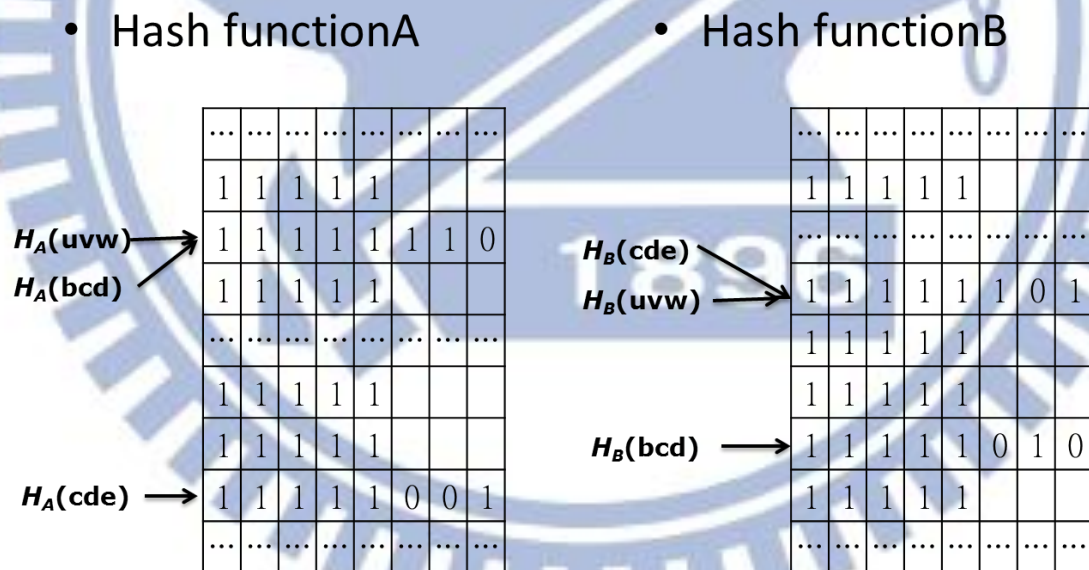 • Hash functionA
... ... ... ... ... ... ... ...
1 1 1 1 1
H_A(uvw) 1 1 1 1 1 1 1 0
H_A(bcd) 1 1 1 1 1
... ... ... ... ... ... ... ...
1 1 1 1 1
1 1 1 1 1
H_A(cde) 1 1 1 1 1 0 0 1
... ... ... ... ... ... ... ...
• Hash functionB
... ... ... ... ... ... ... ...
1 1 1 1 1
... ... ... ... ... ... ... ...
H_B(cde)
H_B(uvw) 1 1 1 1 1 1 0 1
1 1 1 1 1
1 1 1 1 1
H_B(bcd) 1 1 1 1 1 0 1 0
1 1 1 1 1
... ... ... ... ... ... ... ...
1896